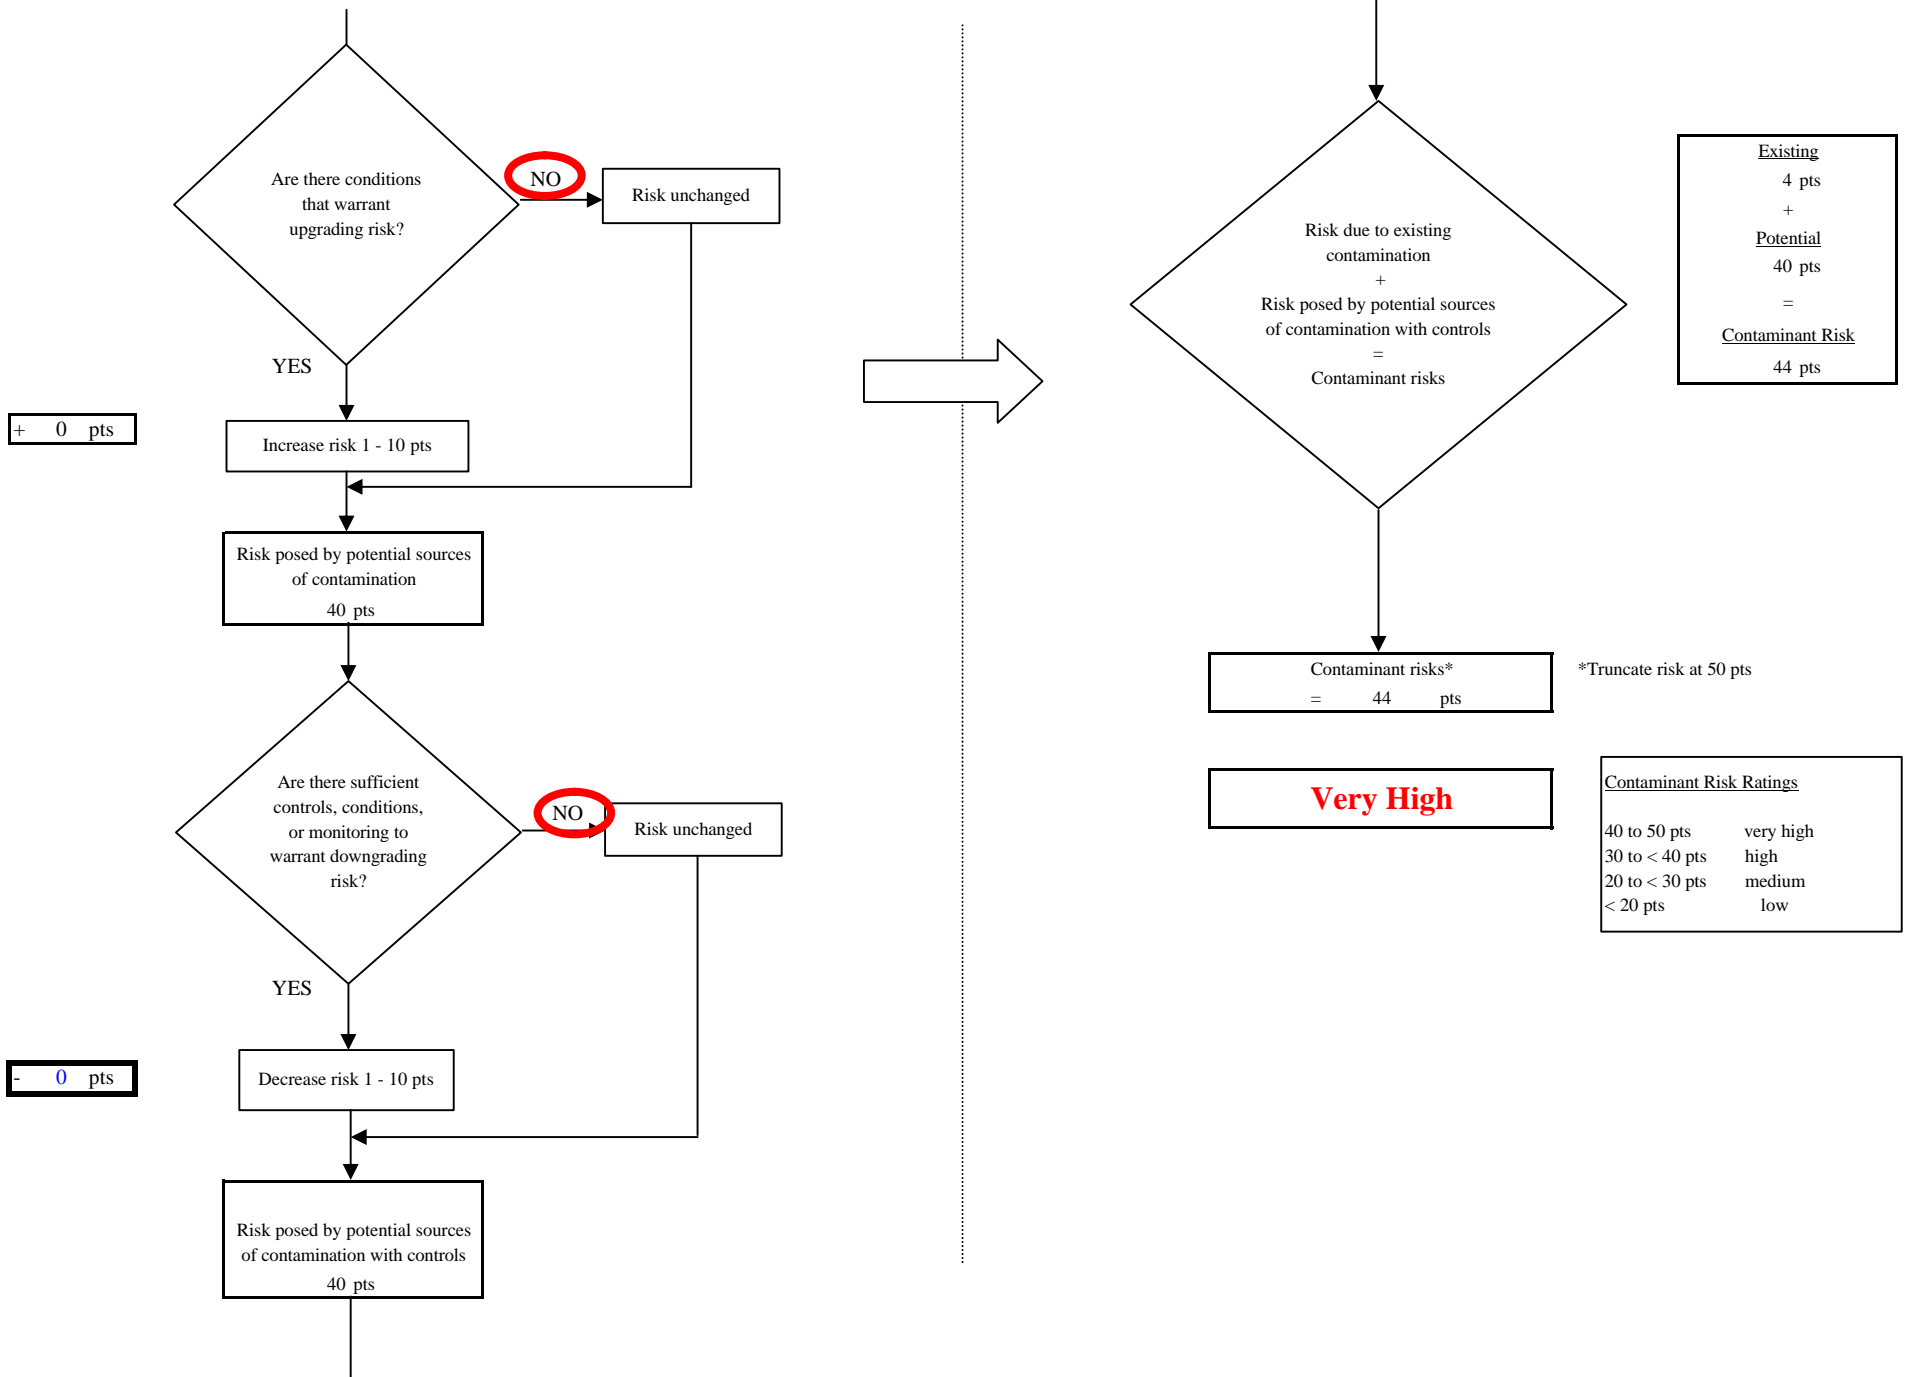 Are there conditions
that warrant
upgrading risk?
NO
Risk unchanged
YES
+ 0 pts
Increase risk 1 - 10 pts
Risk posed by potential sources
of contamination
40 pts
Are there sufficient
controls, conditions,
or monitoring to
warrant downgrading
risk?
NO
Risk unchanged
YES
- 0 pts
Decrease risk 1 - 10 pts
Risk posed by potential sources
of contamination with controls
40 pts
Risk due to existing
contamination
+
Risk posed by potential sources
of contamination with controls
=
Contaminant risks
Existing
4 pts
+
Potential
40 pts
=
Contaminant Risk
44 pts
Contaminant risks*
= 44 pts
*Truncate risk at 50 pts
Very High
Contaminant Risk Ratings
40 to 50 pts very high
30 to < 40 pts high
20 to < 30 pts medium
< 20 pts low